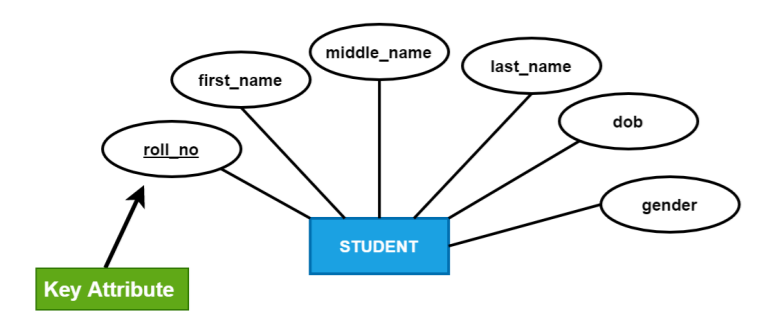 middle_name
first_name
last_name
dob
roll_no
gender
STUDENT
Key Attribute